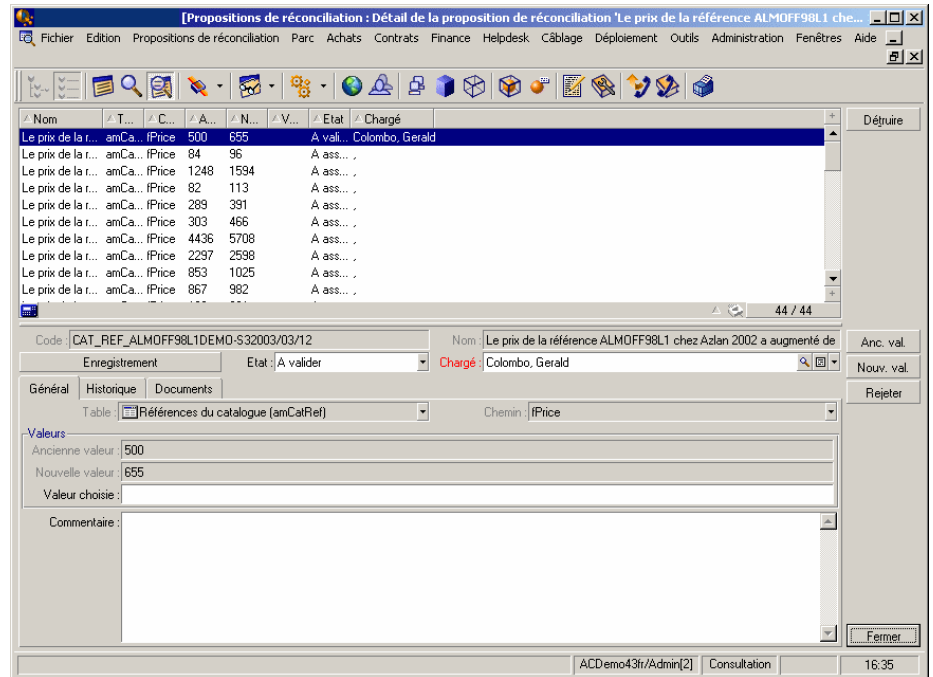 [Propositions de réconciliation : Détail de la proposition de réconciliation 'Le prix de la référence ALMOFF98L1 che...
Fichier Edition Propositions de réconciliation Parc Achats Contrats Finance Helpdesk Câblage Déploiement Outils Administration Fenêtres Aide
Nom T... C... A... N... V... Etat Chargé
Détruire
Le prix de la r... amCa... fPrice 500 655 A vali... Colombo, Gerald
Le prix de la r... amCa... fPrice 84 96 A ass... ,
Le prix de la r... amCa... fPrice 1248 1594 A ass... ,
Le prix de la r... amCa... fPrice 82 113 A ass... ,
Le prix de la r... amCa... fPrice 289 391 A ass... ,
Le prix de la r... amCa... fPrice 303 466 A ass... ,
Le prix de la r... amCa... fPrice 4436 5708 A ass... ,
Le prix de la r... amCa... fPrice 2297 2598 A ass... ,
Le prix de la r... amCa... fPrice 853 1025 A ass... ,
Le prix de la r... amCa... fPrice 867 982 A ass... ,
44 / 44
Code : CAT_REF_ALMOFF98L1DEMO-S32003/03/12 Nom : Le prix de la référence ALMOFF98L1 chez Azlan 2002 a augmenté de
Anc. val.
Enregistrement Etat : A valider Chargé : Colombo, Gerald
Nouv. val.
Général Historique Documents
Rejeter
Table : Références du catalogue (amCatRef) Chemin : fPrice
Valeurs
Ancienne valeur : 500
Nouvelle valeur : 655
Valeur choisie :
Commentaire :
Fermer
ACDemo43fr/Admin[2] Consultation 16:35